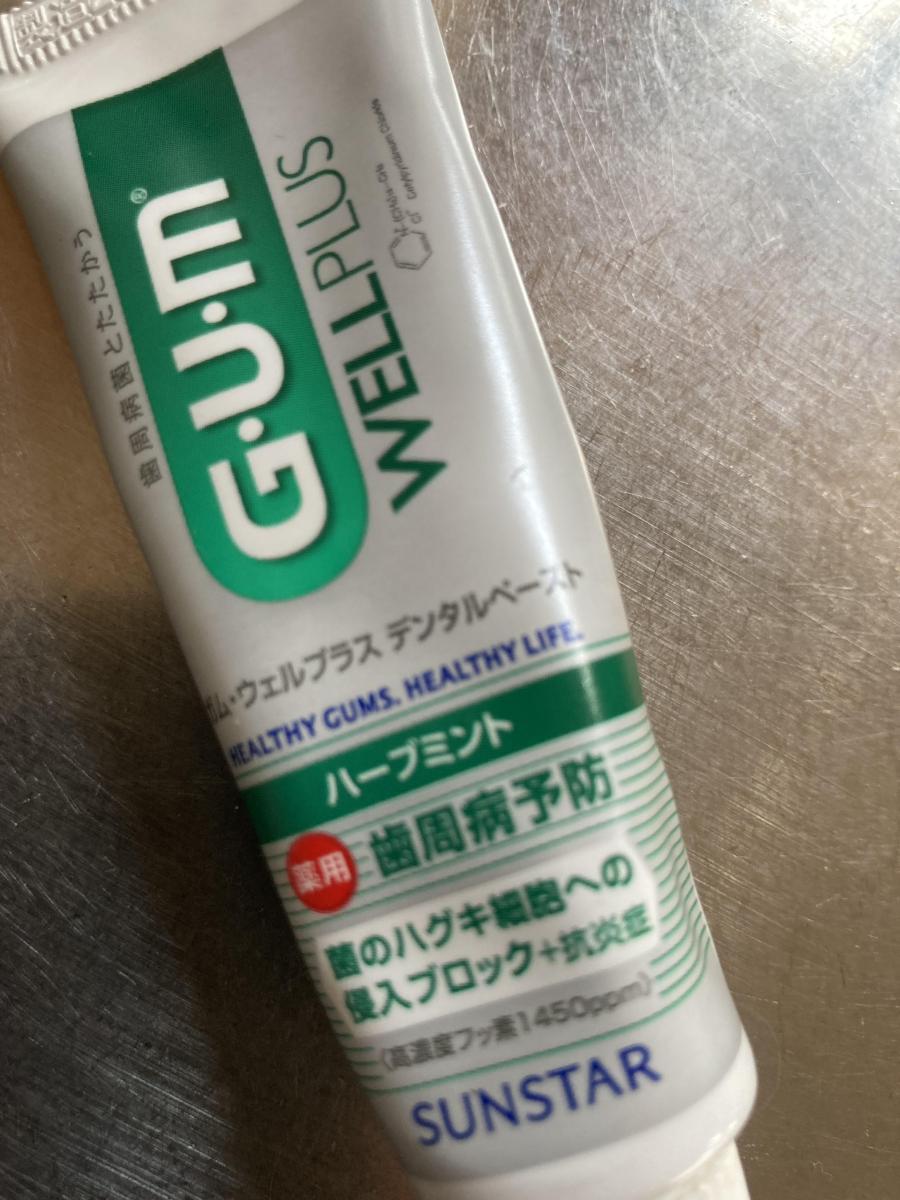 歯周病菌とたたかう
G・U・M®
WELLPLUS
ガム・ウェルプラス デンタルペースト
HEALTHY GUMS. HEALTHY LIFE.
ハーブミント
薬用 歯周病予防
菌のハグキ細胞への
侵入ブロック+抗炎症
〈高濃度フッ素1450ppm〉
SUNSTAR